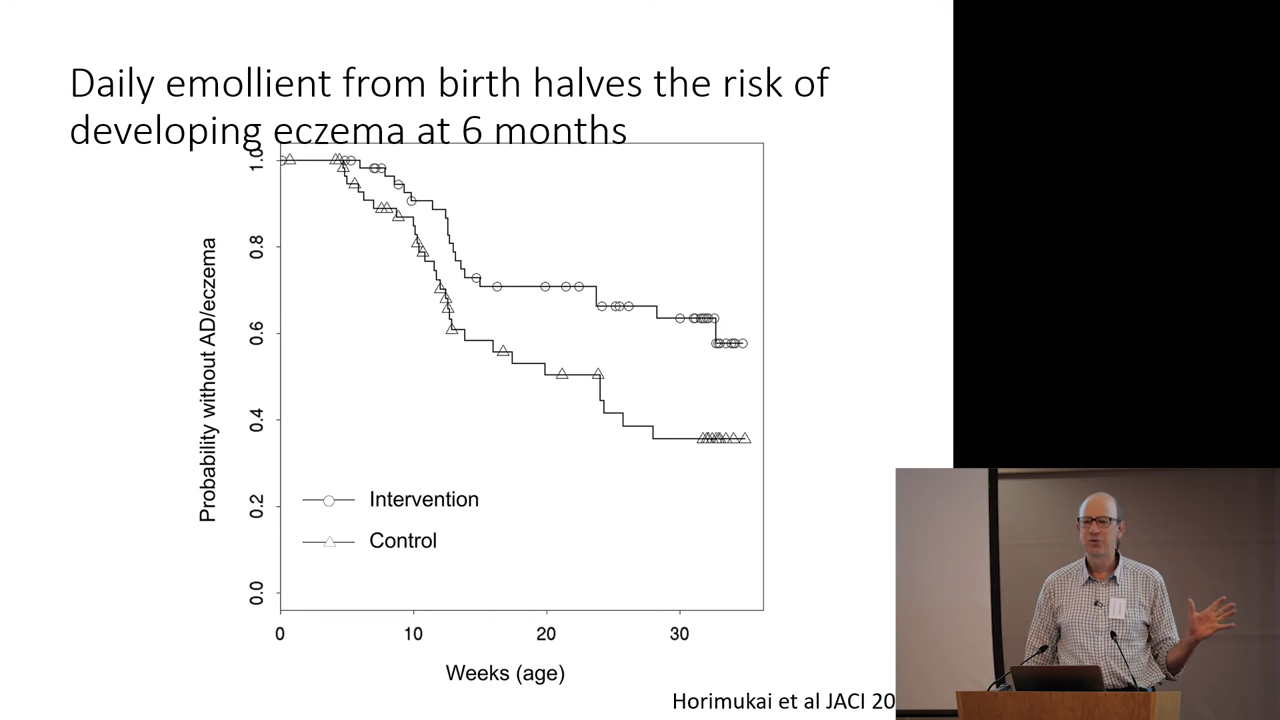 Daily emollient from birth halves the risk of
developing eczema at 6 months
1.0
0.8
0.6
0.4
0.2
0.0
Probability without AD/eczema
Intervention
Control
0 10 20 30
Weeks (age)
Horimukai et al JACI 20